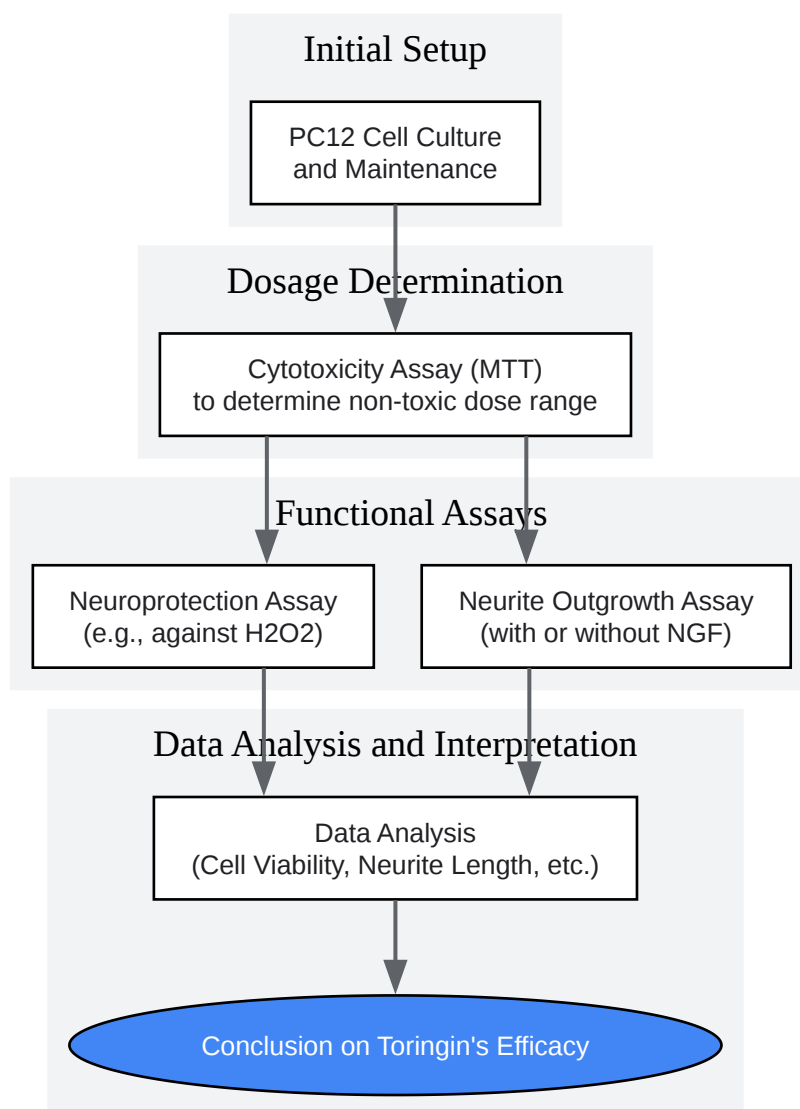 Initial Setup
PC12 Cell Culture
and Maintenance
Dosage Determination
Cytotoxicity Assay (MTT)
to determine non-toxic dose range
Functional Assays
Neuroprotection Assay
(e.g., against H2O2)
Neurite Outgrowth Assay
(with or without NGF)
Data Analysis and Interpretation
Data Analysis
(Cell Viability, Neurite Length, etc.)
Conclusion on Toringin's Efficacy